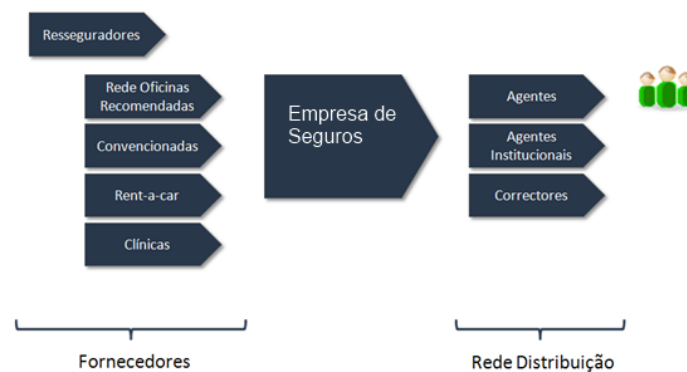 Resseguradores
Rede Oficinas
Recomendadas
Convencionadas
Rent-a-car
Clínicas
Empresa de
Seguros
Agentes
Agentes
Institucionais
Correctores
Fornecedores
Rede Distribuição